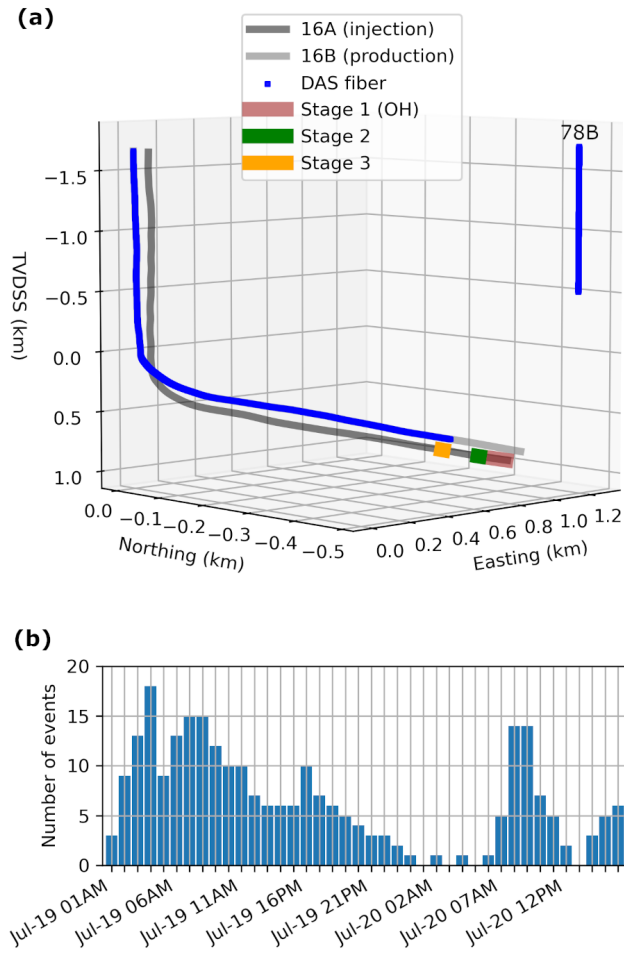 (a)
16A (injection)
16B (production)
DAS fiber
Stage 1 (OH)
Stage 2
Stage 3
78B
−1.5
−1.0
−0.5
0.0
0.5
1.0
TVDSS (km)
0.0 −0.1 −0.2 −0.3 −0.4 −0.5
Northing (km)
0.0 0.2 0.4 0.6 0.8 1.0 1.2
Easting (km)
(b)
20
15
10
5
0
Number of events
Jul-19 01AM
Jul-19 06AM
Jul-19 11AM
Jul-19 16PM
Jul-19 21PM
Jul-20 02AM
Jul-20 07AM
Jul-20 12PM